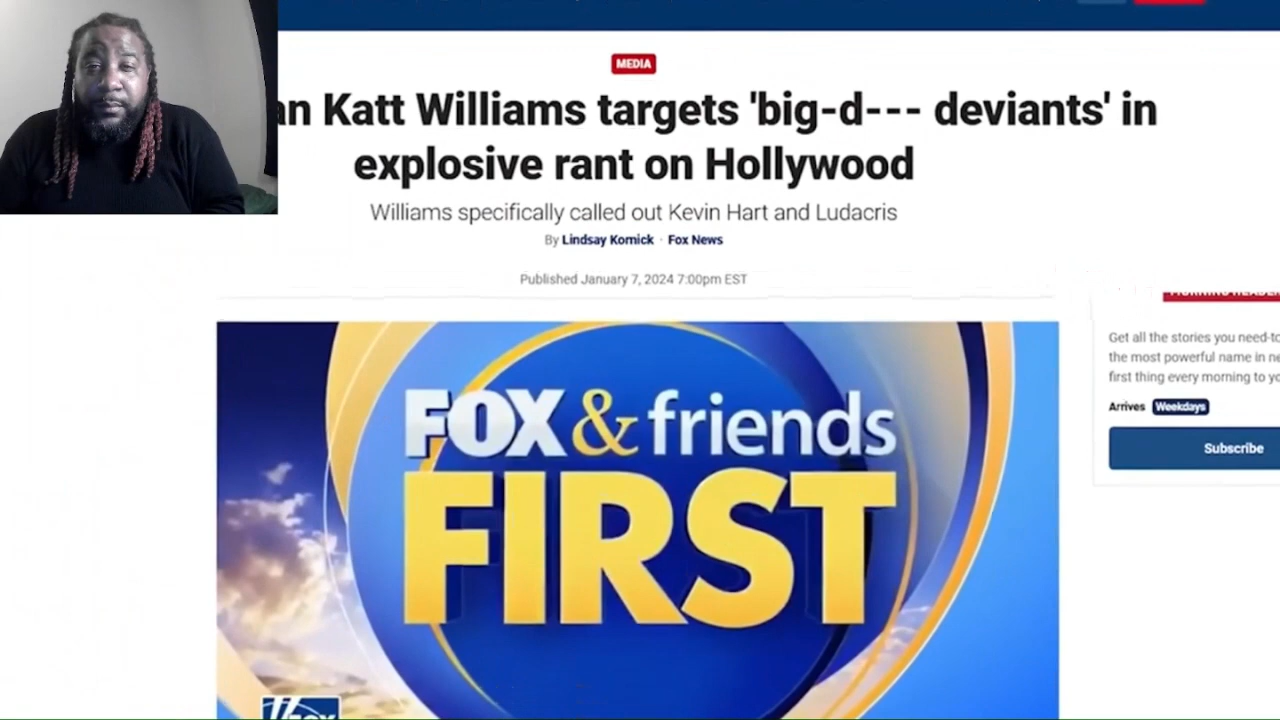 MEDIA
an Katt Williams targets 'big-d--- deviants' in
explosive rant on Hollywood
Williams specifically called out Kevin Hart and Ludacris
By Lindsay Kornick · Fox News
Published January 7, 2024 7:00pm EST
Get all the stories you need-to
the most powerful name in ne
first thing every morning to yo
Arrives Weekdays
Subscribe
FOX & friends
FIRST
FOX